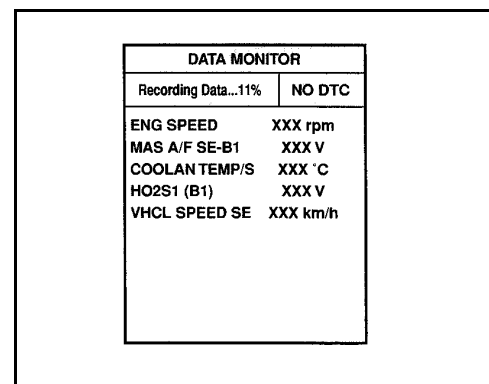 DATA MONITOR
Recording Data...11% NO DTC
ENG SPEED XXX rpm
MAS A/F SE-B1 XXX V
COOLAN TEMP/S XXX °C
HO2S1 (B1) XXX V
VHCL SPEED SE XXX km/h